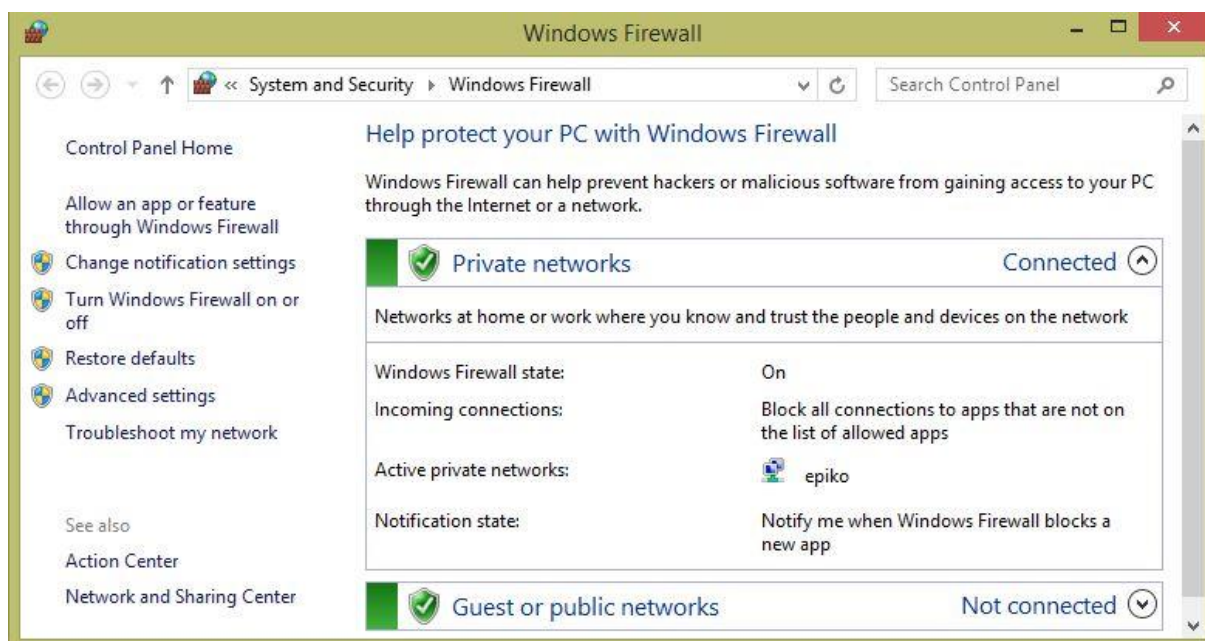 Windows Firewall
« System and Security ▸ Windows Firewall
Search Control Panel
Control Panel Home
Allow an app or feature
through Windows Firewall
Change notification settings
Turn Windows Firewall on or
off
Restore defaults
Advanced settings
Troubleshoot my network
See also
Action Center
Network and Sharing Center
Help protect your PC with Windows Firewall
Windows Firewall can help prevent hackers or malicious software from gaining access to your PC
through the Internet or a network.
Private networks Connected
Networks at home or work where you know and trust the people and devices on the network
Windows Firewall state: On
Incoming connections: Block all connections to apps that are not on
the list of allowed apps
Active private networks: epiko
Notification state: Notify me when Windows Firewall blocks a
new app
Guest or public networks Not connected